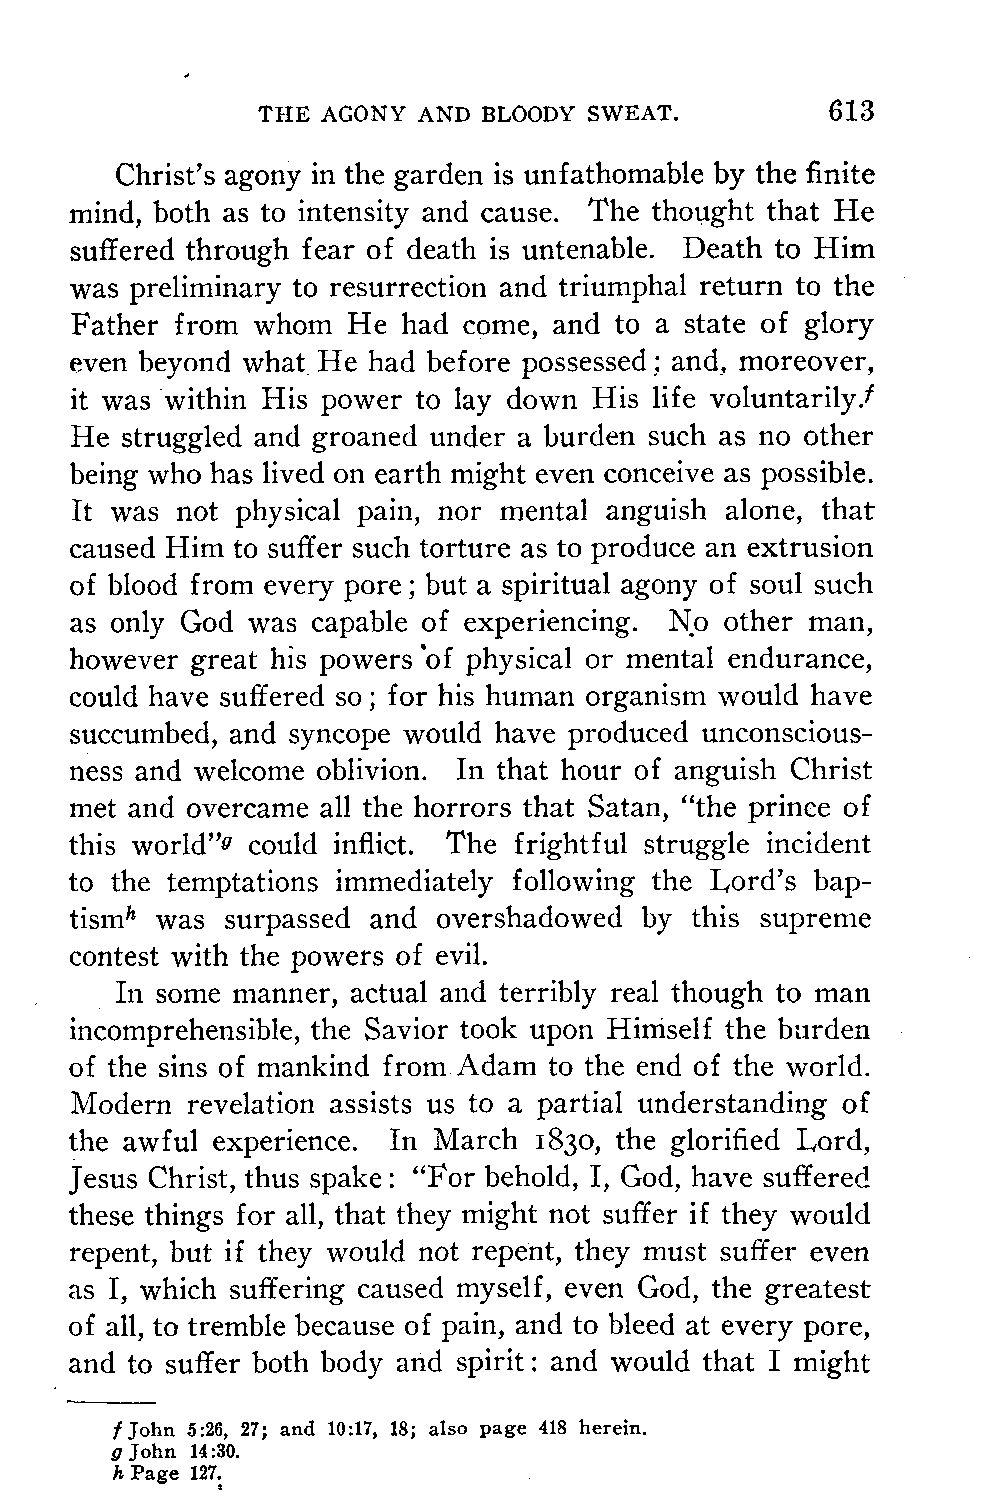 THE AGONY AND BLOODY SWEAT. 613
Christ's agony in the garden is unfathomable by the finite
mind, both as to intensity and cause. The thought that He
suffered through fear of death is untenable. Death to Him
was preliminary to resurrection and triumphal return to the
Father from whom He had come, and to a state of glory
even beyond what He had before possessed; and, moreover,
it was within His power to lay down His life voluntarily.f
He struggled and groaned under a burden such as no other
being who has lived on earth might even conceive as possible.
It was not physical pain, nor mental anguish alone, that
caused Him to suffer such torture as to produce an extrusion
of blood from every pore; but a spiritual agony of soul such
as only God was capable of experiencing. No other man,
however great his powers of physical or mental endurance,
could have suffered so; for his human organism would have
succumbed, and syncope would have produced unconscious-
ness and welcome oblivion. In that hour of anguish Christ
met and overcame all the horrors that Satan, "the prince of
this world"g could inflict. The frightful struggle incident
to the temptations immediately following the Lord's bap-
tismh was surpassed and overshadowed by this supreme
contest with the powers of evil.
In some manner, actual and terribly real though to man
incomprehensible, the Savior took upon Himself the burden
of the sins of mankind from Adam to the end of the world.
Modern revelation assists us to a partial understanding of
the awful experience. In March 1830, the glorified Lord,
Jesus Christ, thus spake: "For behold, I, God, have suffered
these things for all, that they might not suffer if they would
repent, but if they would not repent, they must suffer even
as I, which suffering caused myself, even God, the greatest
of all, to tremble because of pain, and to bleed at every pore,
and to suffer both body and spirit: and would that I might
f John 5:26, 27; and 10:17, 18; also page 418 herein.
g John 14:30.
h Page 127.